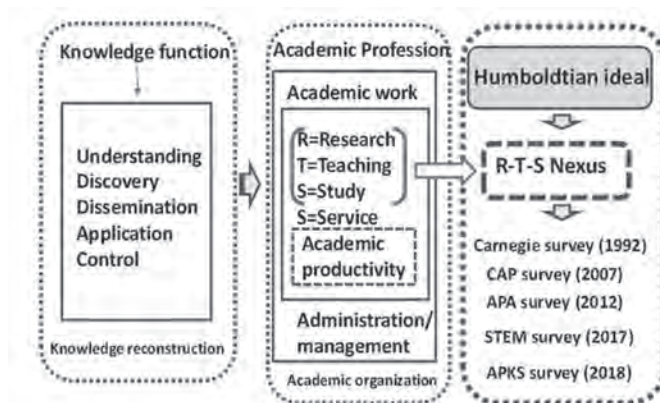 Knowledge function
Understanding
Discovery
Dissemination
Application
Control
Knowledge reconstruction
Academic Profession
Academic work
R=Research
T=Teaching
S=Study
S=Service
Academic
productivity
Administration/
management
Academic organization
Humboldtian ideal
R-T-S Nexus
Carnegie survey (1992)
CAP survey (2007)
APA survey (2012)
STEM survey (2017)
APKS survey (2018)